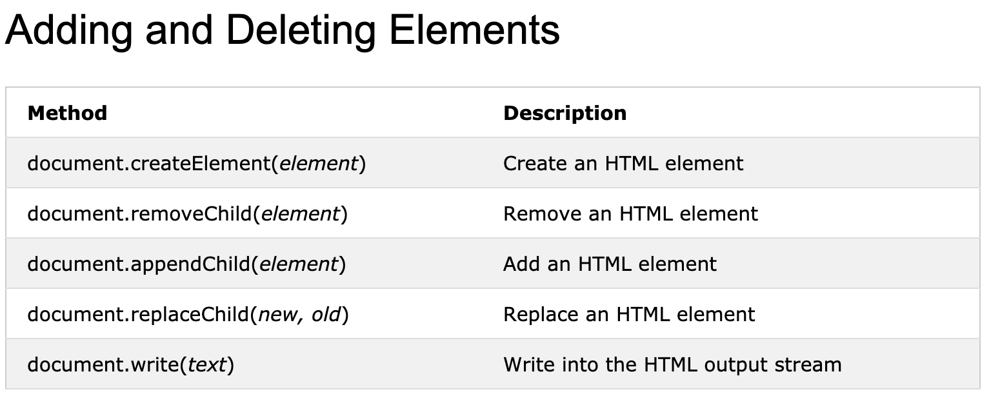 Adding and Deleting Elements
Method Description
document.createElement(element) Create an HTML element
document.removeChild(element) Remove an HTML element
document.appendChild(element) Add an HTML element
document.replaceChild(new, old) Replace an HTML element
document.write(text) Write into the HTML output stream